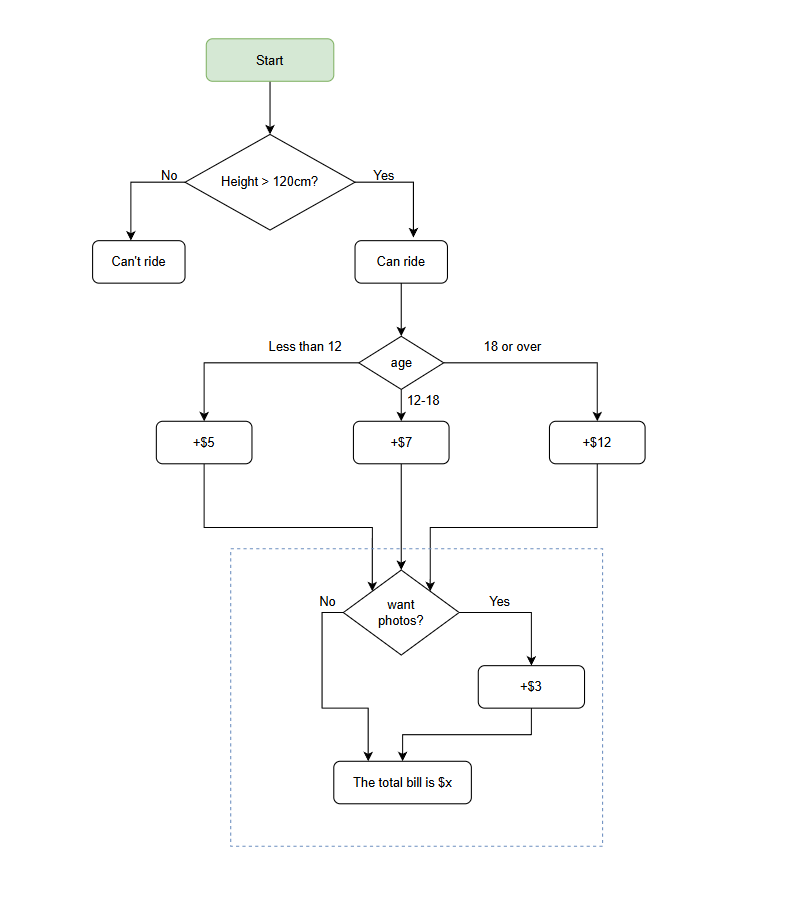 Start
Height > 120cm?
No
Yes
Can't ride
Can ride
Less than 12
age
18 or over
12-18
+$5
+$7
+$12
No
want
photos?
Yes
+$3
The total bill is $x